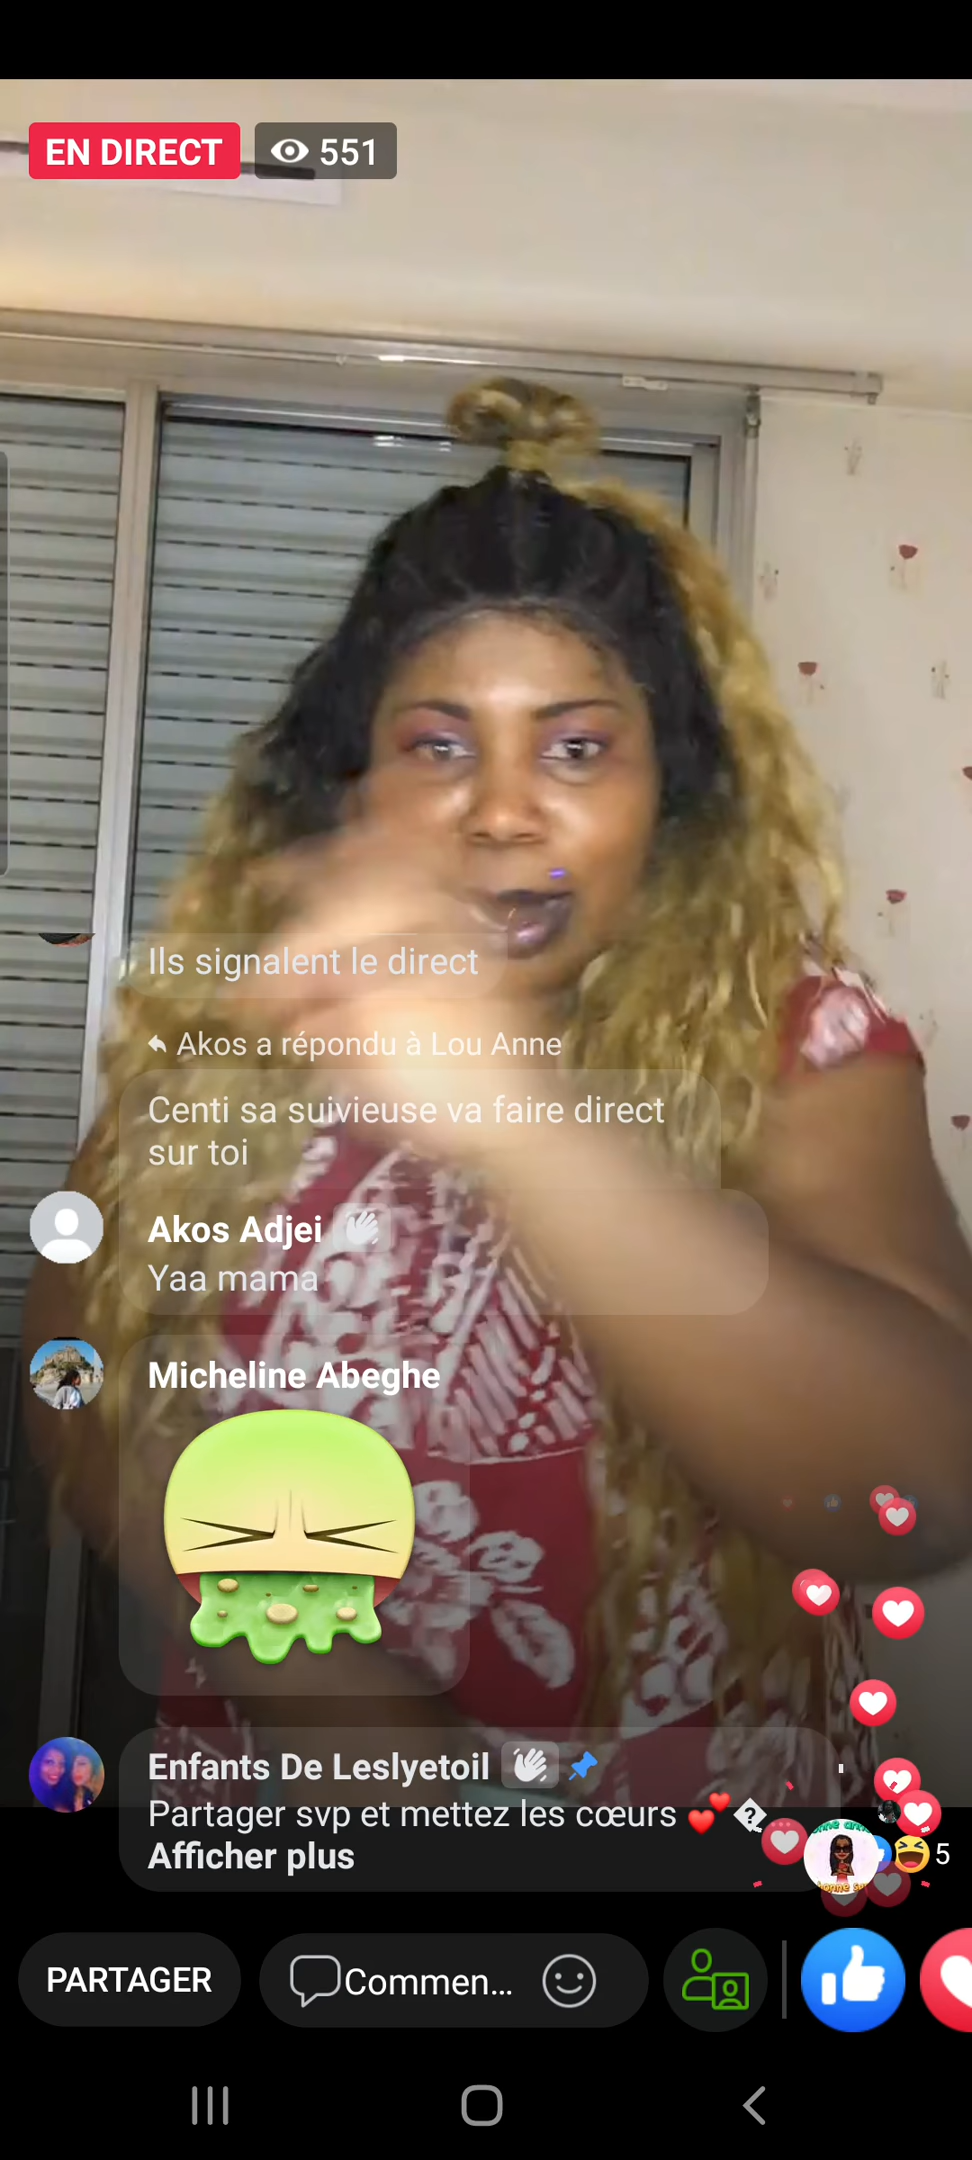 EN DIRECT
551
Ils signalent le direct
Akos a répondu à Lou Anne
Centi sa suivieuse va faire direct
sur toi
Akos Adjei
Yaa mama
Micheline Abeghe
Enfants De Leslyetoil
Partager svp et mettez les cœurs 💕
Afficher plus
5
PARTAGER
Commen...